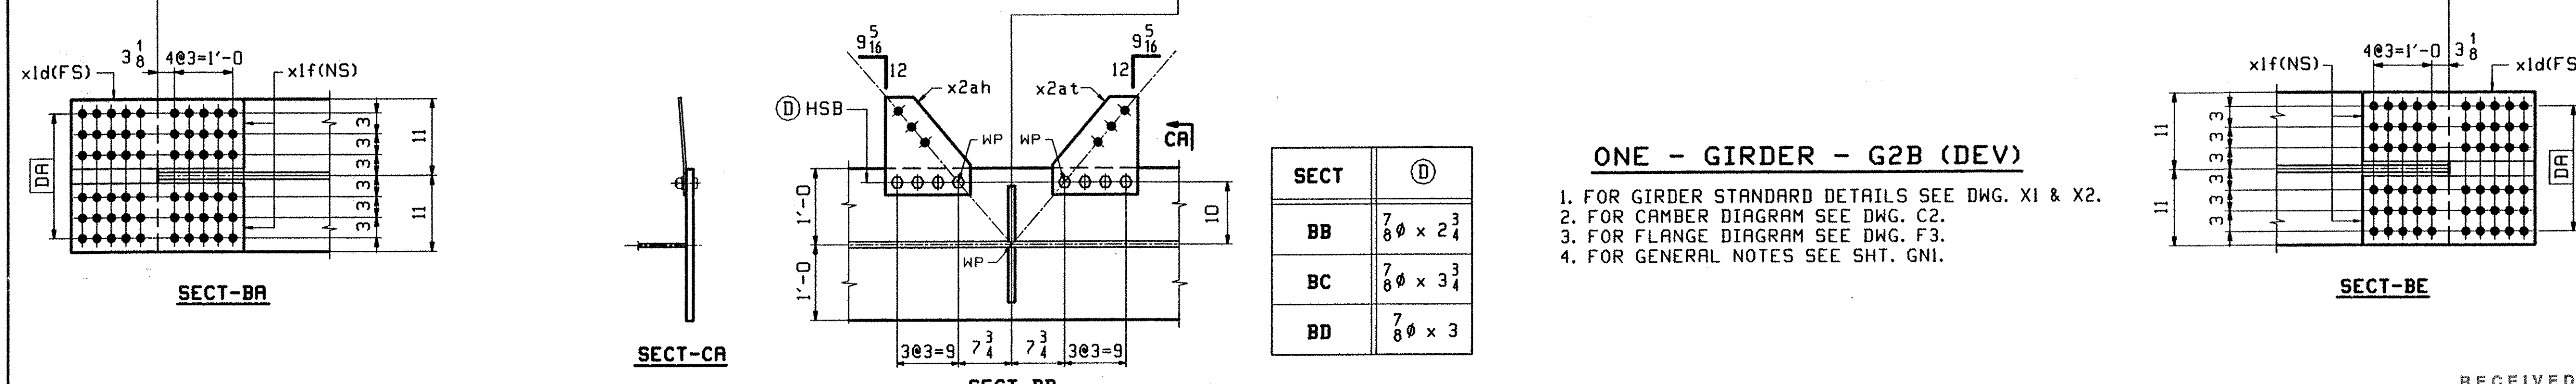 x1d(FS)
3 1/8
4@3=1'-0
x1f(NS)
DA
3
3
3
3
3
3
11
11
SECT-BA
SECT-CA
9 5/16
12
9 5/16
12
x2ah
x2at
D HSB
WP
WP
CA
1'-0
1'-0
10
WP
3@3=9
7 3/4
7 3/4
3@3=9
SECT
D
BB
7/8ø x 2 3/4
BC
7/8ø x 3 3/4
BD
7/8ø x 3
ONE - GIRDER - G2B (DEV)
1. FOR GIRDER STANDARD DETAILS SEE DWG. X1 & X2.
2. FOR CAMBER DIAGRAM SEE DWG. C2.
3. FOR FLANGE DIAGRAM SEE DWG. F3.
4. FOR GENERAL NOTES SEE SHT. GN1.
x1f(NS)
4@3=1'-0
3 1/8
x1d(FS
11
11
3
3
3
3
3
3
DA
SECT-BE
RECEIVED